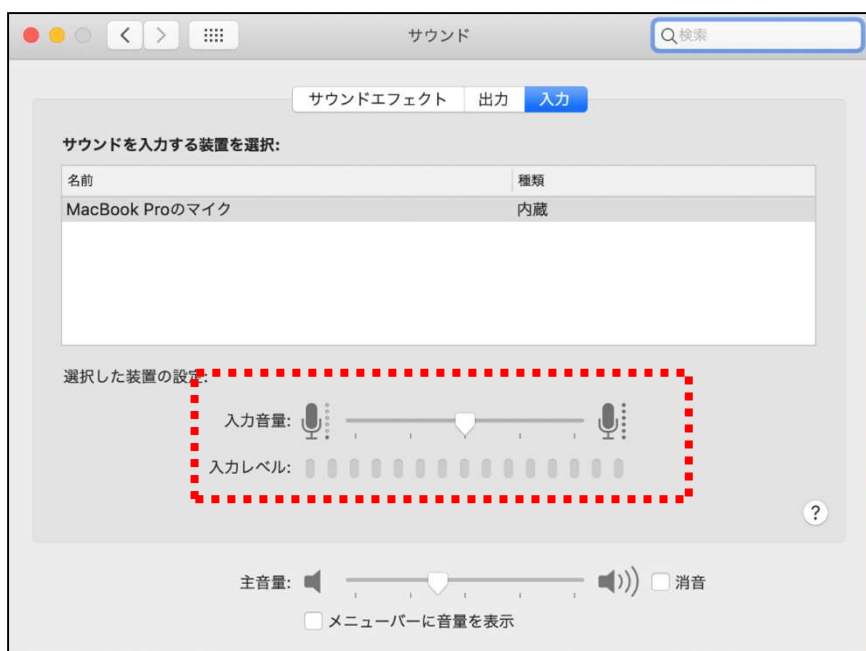 サウンド
検索
サウンドエフェクト 出力 入力
サウンドを入力する装置を選択:
名前 種類
MacBook Proのマイク 内蔵
選択した装置の設定:
入力音量:
入力レベル:
?
主音量: 消音
メニューバーに音量を表示